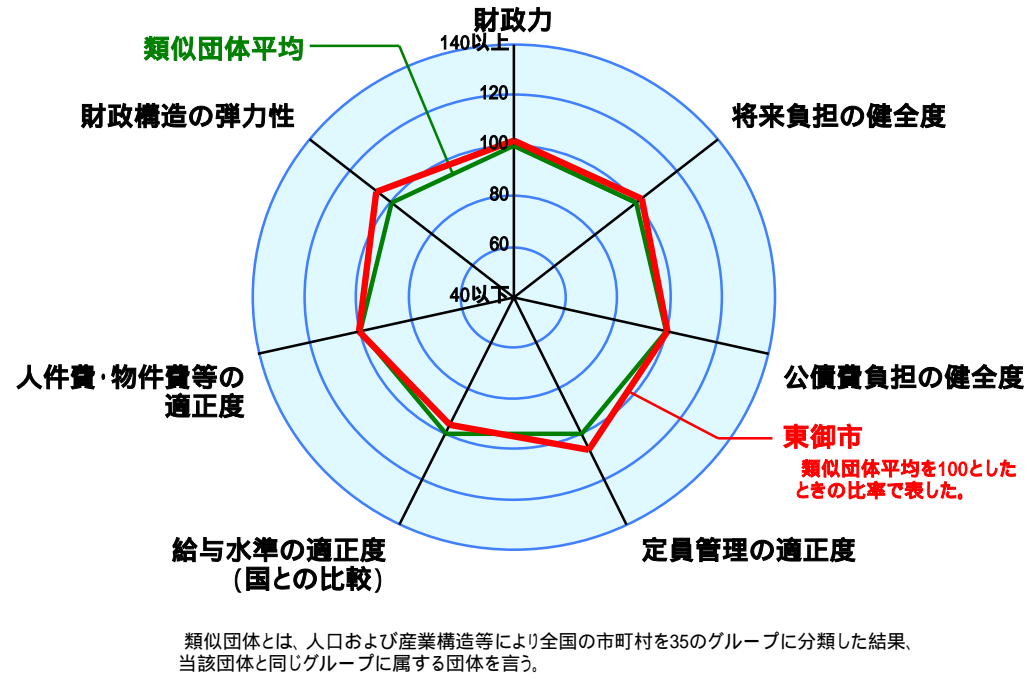 財政力
140以上
類似団体平均
120
財政構造の弾力性
将来負担の健全度
100
80
60
40以下
人件費･物件費等の
適正度
公債費負担の健全度
東御市
類似団体平均を100とした
ときの比率で表した。
給与水準の適正度
(国との比較)
定員管理の適正度
類似団体とは、人口および産業構造等により全国の市町村を35のグループに分類した結果、
当該団体と同じグループに属する団体を言う。